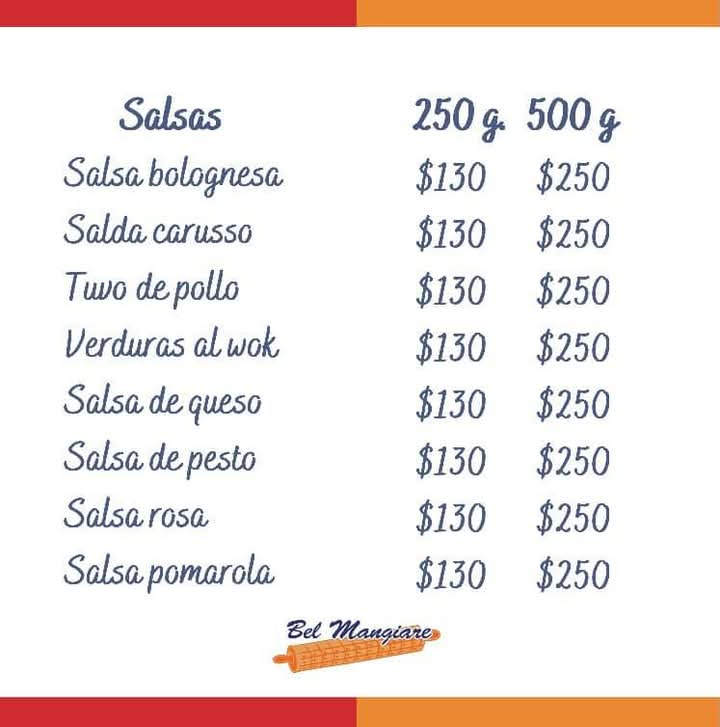 Salsas 250 g. 500 g
Salsa bolognesa $130 $250
Salda carusso $130 $250
Tuvo de pollo $130 $250
Verduras al wok $130 $250
Salsa de queso $130 $250
Salsa de pesto $130 $250
Salsa rosa $130 $250
Salsa pomarola $130 $250
Bel Mangiare